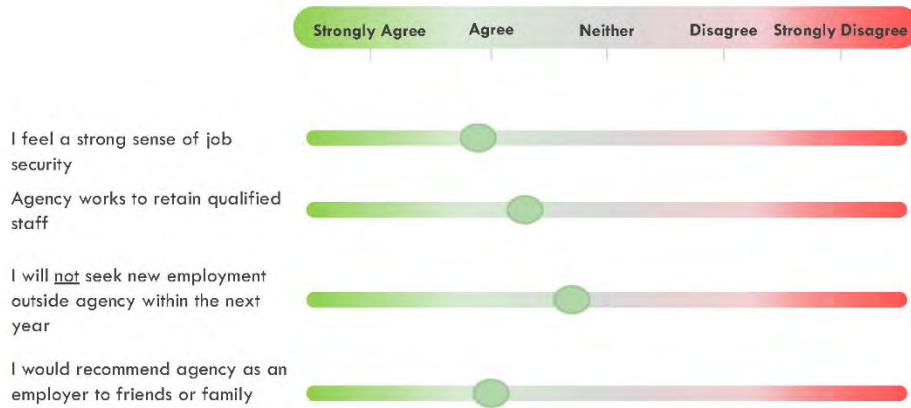 Strongly Agree Agree Neither Disagree Strongly Disagree
I feel a strong sense of job
security
Agency works to retain qualified
staff
I will not seek new employment
outside agency within the next
year
I would recommend agency as an
employer to friends or family